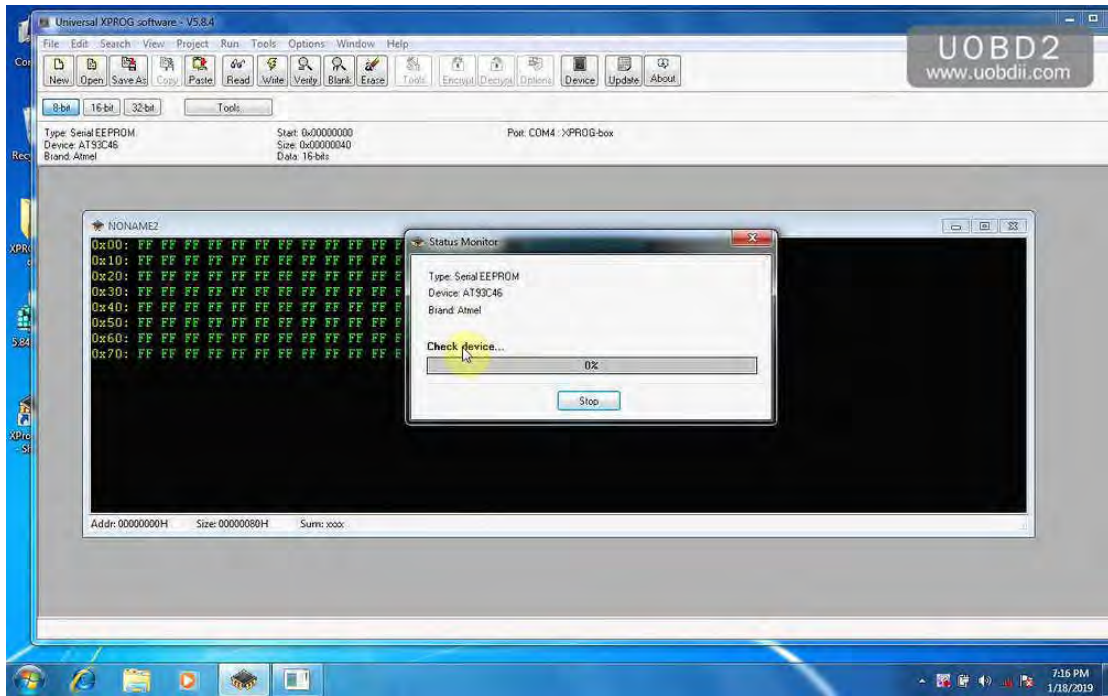 Universal XPROG software - V5.8.4
UOBD2
www.uobdii.com
File Edit Search View Project Run Tools Options Window Help
New Open Save As Copy Paste Read Write Verify Blank Erase Tools Encrypt Decrypt Options Device Update About
8-bit 16-bit 32-bit Tools
Type: Serial EEPROM Start: 0x00000000 Port: COM4 : XPROG-box
Device: AT93C46 Size: 0x00000040
Brand: Atmel Data: 16-bits
NONAME2
0x00: FF FF FF FF FF FF FF FF FF FF FF
0x10: FF FF FF FF FF FF FF FF FF FF FF
0x20: FF FF FF FF FF FF FF FF FF FF FF
0x30: FF FF FF FF FF FF FF FF FF FF FF
0x40: FF FF FF FF FF FF FF FF FF FF FF
0x50: FF FF FF FF FF FF FF FF FF FF FF
0x60: FF FF FF FF FF FF FF FF FF FF FF
0x70: FF FF FF FF FF FF FF FF FF FF FF
Status Monitor
Type: Serial EEPROM
Device: AT93C46
Brand: Atmel
Check device...
0%
Stop
Addr: 00000000H Size: 00000080H Sum: xxxx
5.84
7:16 PM
1/18/2019